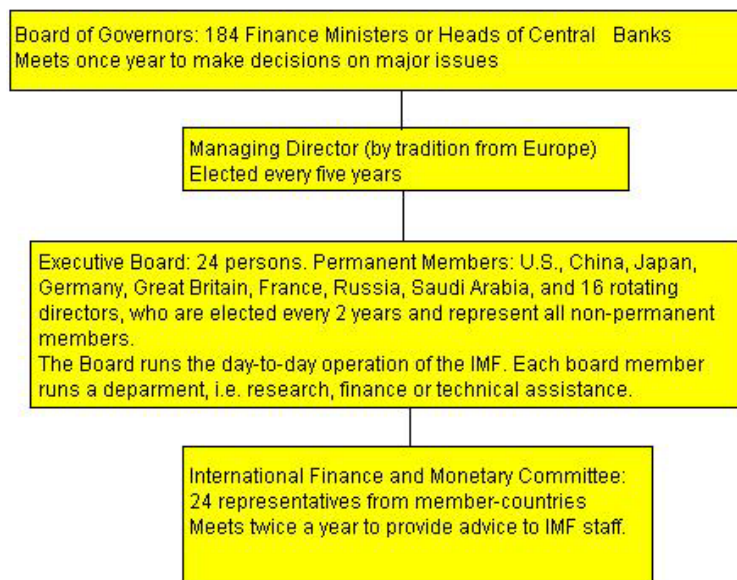 Board of Governors: 184 Finance Ministers or Heads of Central Banks
Meets once year to make decisions on major issues
Managing Director (by tradition from Europe)
Elected every five years
Executive Board: 24 persons. Permanent Members: U.S., China, Japan,
Germany, Great Britain, France, Russia, Saudi Arabia, and 16 rotating
directors, who are elected every 2 years and represent all non-permanent
members.
The Board runs the day-to-day operation of the IMF. Each board member
runs a deparment, i.e. research, finance or technical assistance.
International Finance and Monetary Committee:
24 representatives from member-countries
Meets twice a year to provide advice to IMF staff.